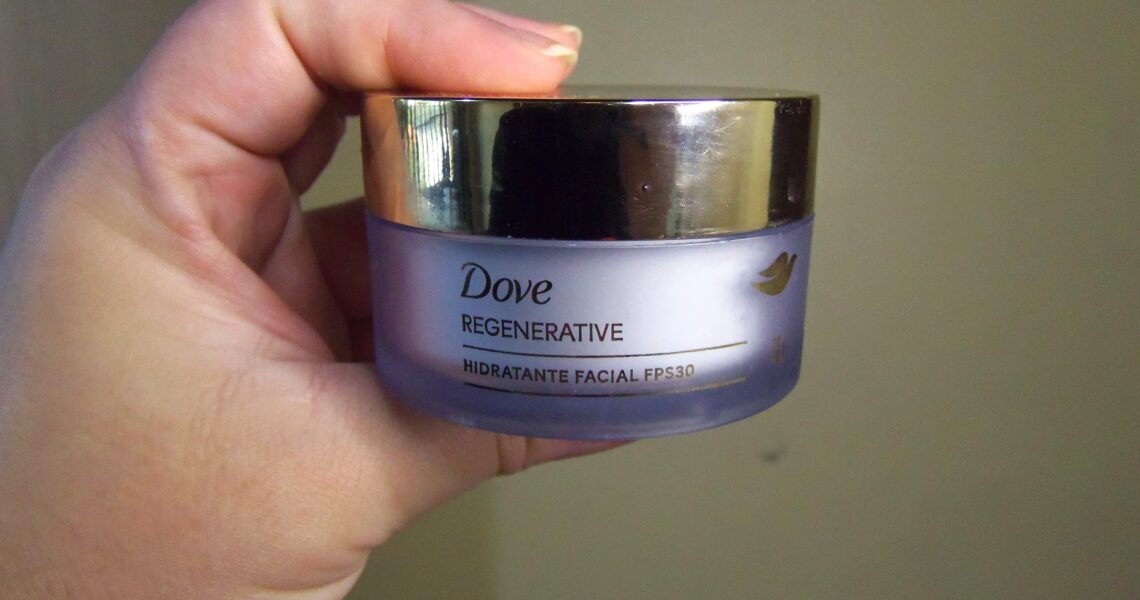 Dove
REGENERATIVE
HIDRATANTE FACIAL FPS30